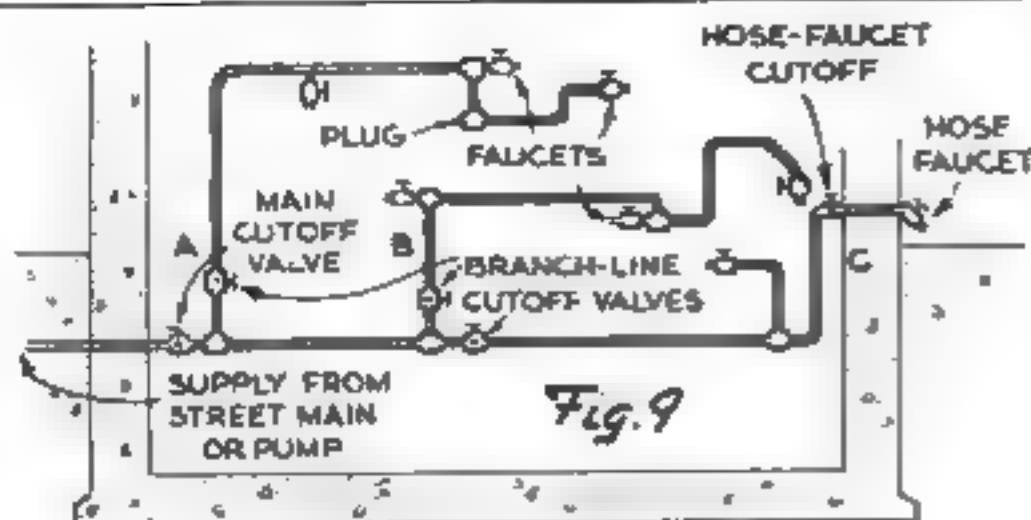 HOSE-FAUCET
CUTOFF
HOSE
FAUCET
PLUG
FAUCETS
MAIN
CUTOFF
VALVE
A
B
BRANCH-LINE
CUTOFF VALVES
C
SUPPLY FROM
STREET MAIN
OR PUMP
Fig. 9